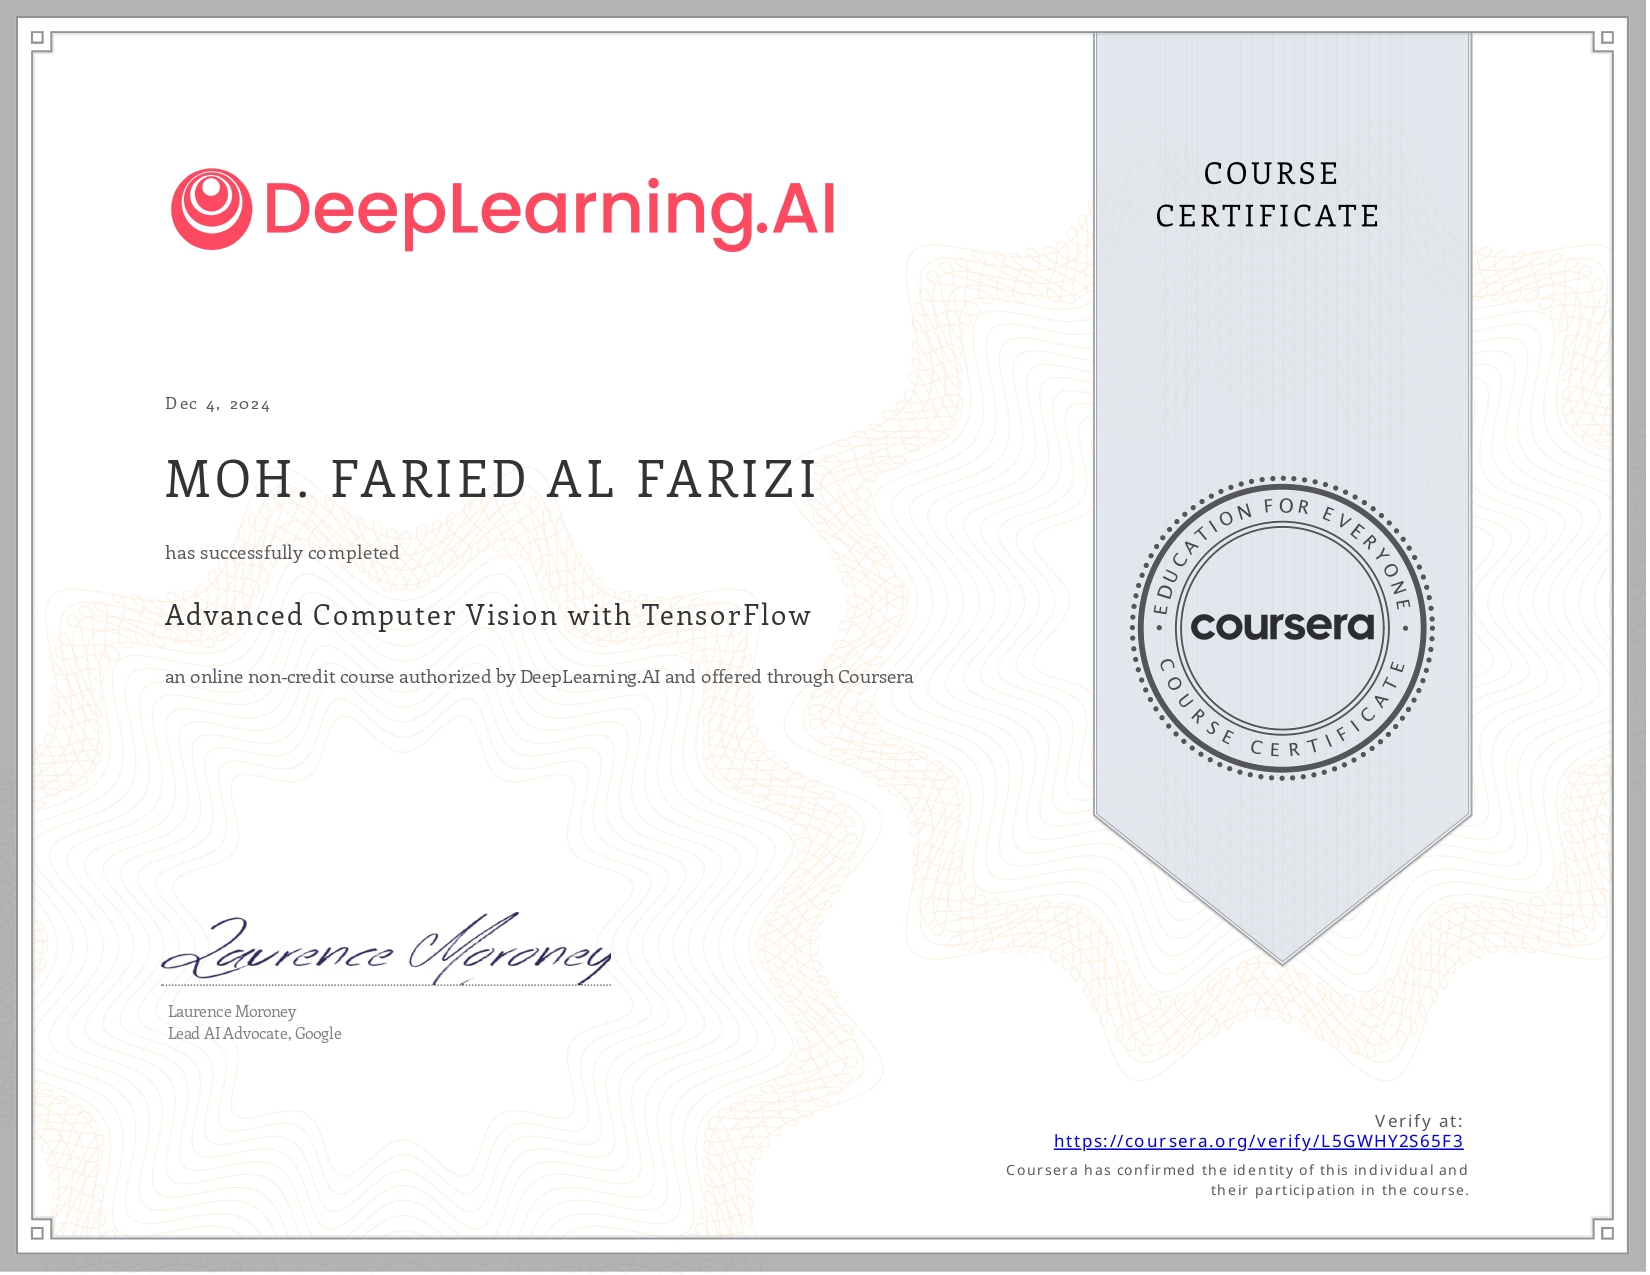 DeepLearning.AI
COURSE
CERTIFICATE
Dec 4, 2024
MOH. FARIED AL FARIZI
has successfully completed
Advanced Computer Vision with TensorFlow
an online non-credit course authorized by DeepLearning.AI and offered through Coursera
EDUCATION FOR EVERYONE
coursera
COURSE CERTIFICATE
Laurence Moroney
Laurence Moroney
Lead AI Advocate, Google
Verify at:
https://coursera.org/verify/L5GWHY2S65F3
Coursera has confirmed the identity of this individual and
their participation in the course.